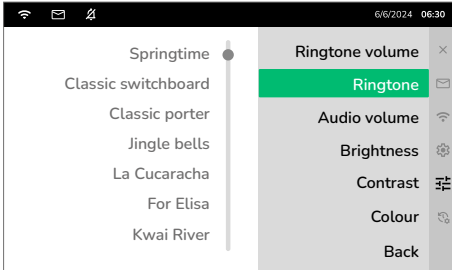 6/6/2024 06:30
Springtime
Classic switchboard
Classic porter
Jingle bells
La Cucaracha
For Elisa
Kwai River
Ringtone volume
Ringtone
Audio volume
Brightness
Contrast
Colour
Back